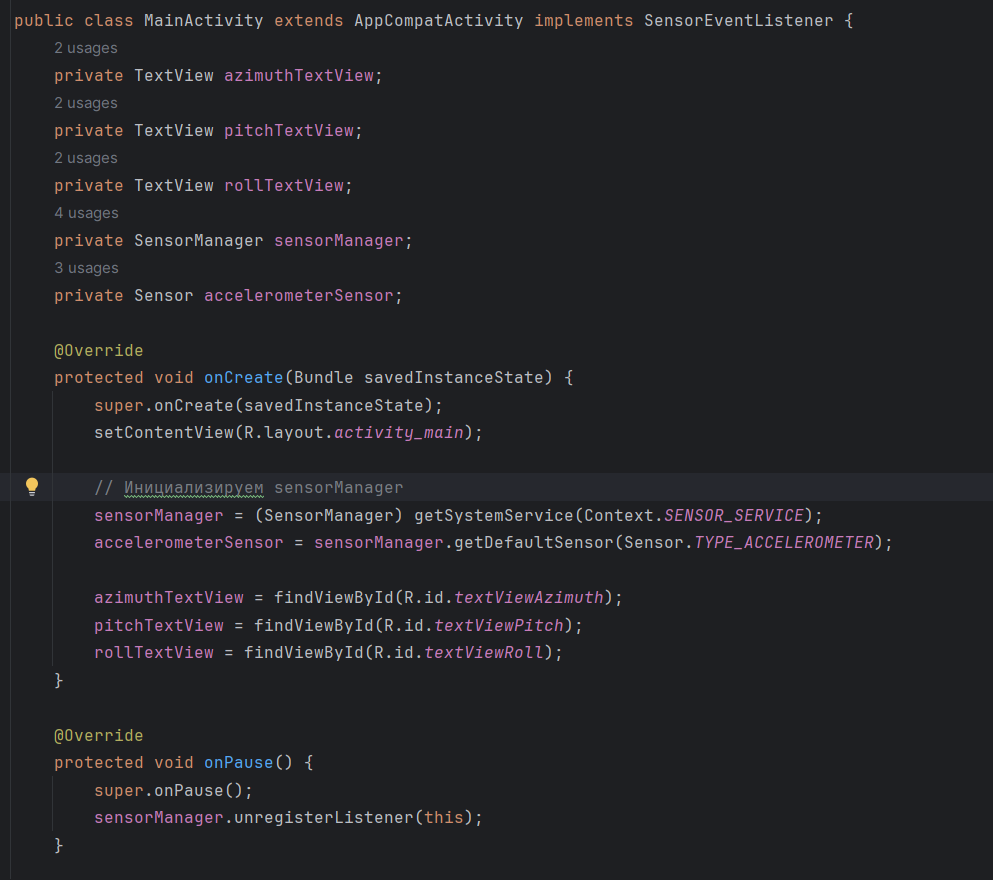 public class MainActivity extends AppCompatActivity implements SensorEventListener {
2 usages
private TextView azimuthTextView;
2 usages
private TextView pitchTextView;
2 usages
private TextView rollTextView;
4 usages
private SensorManager sensorManager;
3 usages
private Sensor accelerometerSensor;
@Override
protected void onCreate(Bundle savedInstanceState) {
super.onCreate(savedInstanceState);
setContentView(R.layout.activity_main);
// Инициализируем sensorManager
sensorManager = (SensorManager) getSystemService(Context.SENSOR_SERVICE);
accelerometerSensor = sensorManager.getDefaultSensor(Sensor.TYPE_ACCELEROMETER);
azimuthTextView = findViewById(R.id.textViewAzimuth);
pitchTextView = findViewById(R.id.textViewPitch);
rollTextView = findViewById(R.id.textViewRoll);
}
@Override
protected void onPause() {
super.onPause();
sensorManager.unregisterListener(this);
}